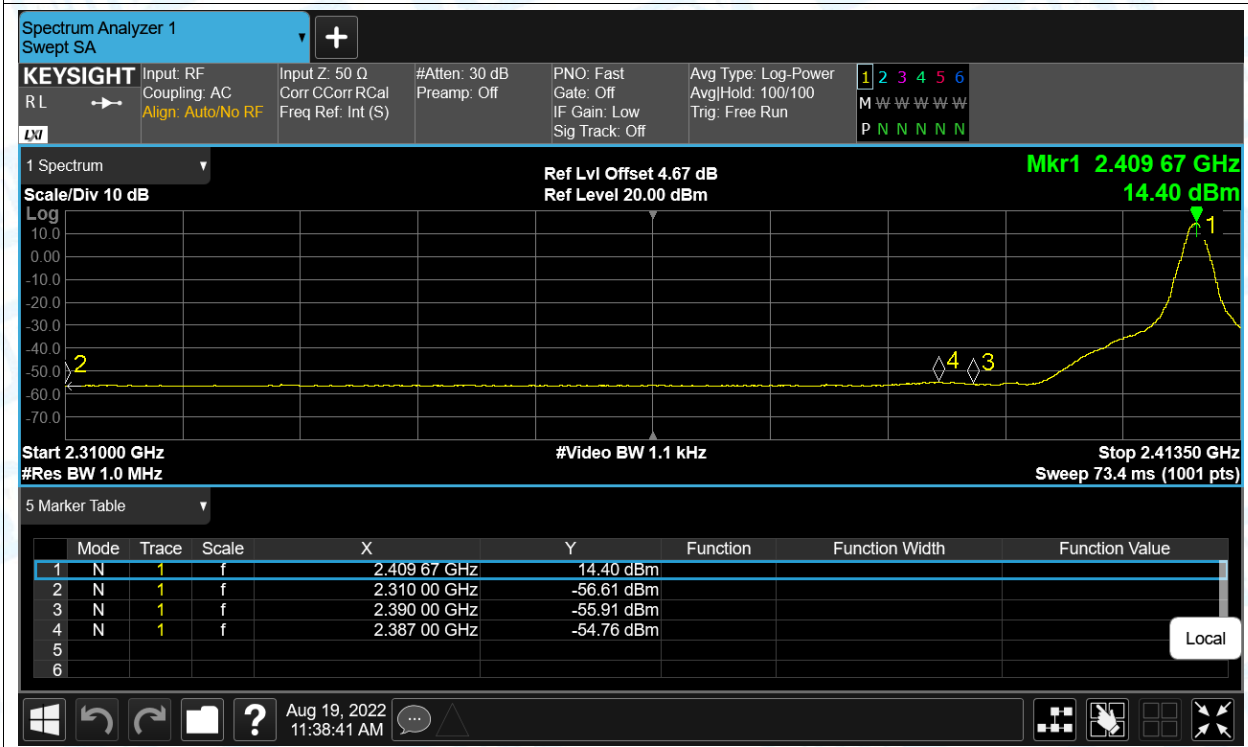 Spectrum Analyzer 1
Swept SA
KEYSIGHT
R L
LXI
Input: RF
Coupling: AC
Align: Auto/No RF
Input Z: 50 Ω
Corr CCorr RCal
Freq Ref: Int (S)
#Atten: 30 dB
Preamp: Off
PNO: Fast
Gate: Off
IF Gain: Low
Sig Track: Off
Avg Type: Log-Power
Avg|Hold: 100/100
Trig: Free Run
1 2 3 4 5 6
M W W W W W
P N N N N N
1 Spectrum
Scale/Div 10 dB
Ref Lvl Offset 4.67 dB
Ref Level 20.00 dBm
Mkr1 2.409 67 GHz
14.40 dBm
Log
10.0
0.00
-10.0
-20.0
-30.0
-40.0
-50.0
-60.0
-70.0
2
4
3
1
Start 2.31000 GHz
#Res BW 1.0 MHz
#Video BW 1.1 kHz
Stop 2.41350 GHz
Sweep 73.4 ms (1001 pts)
5 Marker Table
Mode Trace Scale X Y Function Function Width Function Value
1 N 1 f 2.409 67 GHz 14.40 dBm
2 N 1 f 2.310 00 GHz -56.61 dBm
3 N 1 f 2.390 00 GHz -55.91 dBm
4 N 1 f 2.387 00 GHz -54.76 dBm
5
6
Local
?
Aug 19, 2022
11:38:41 AM